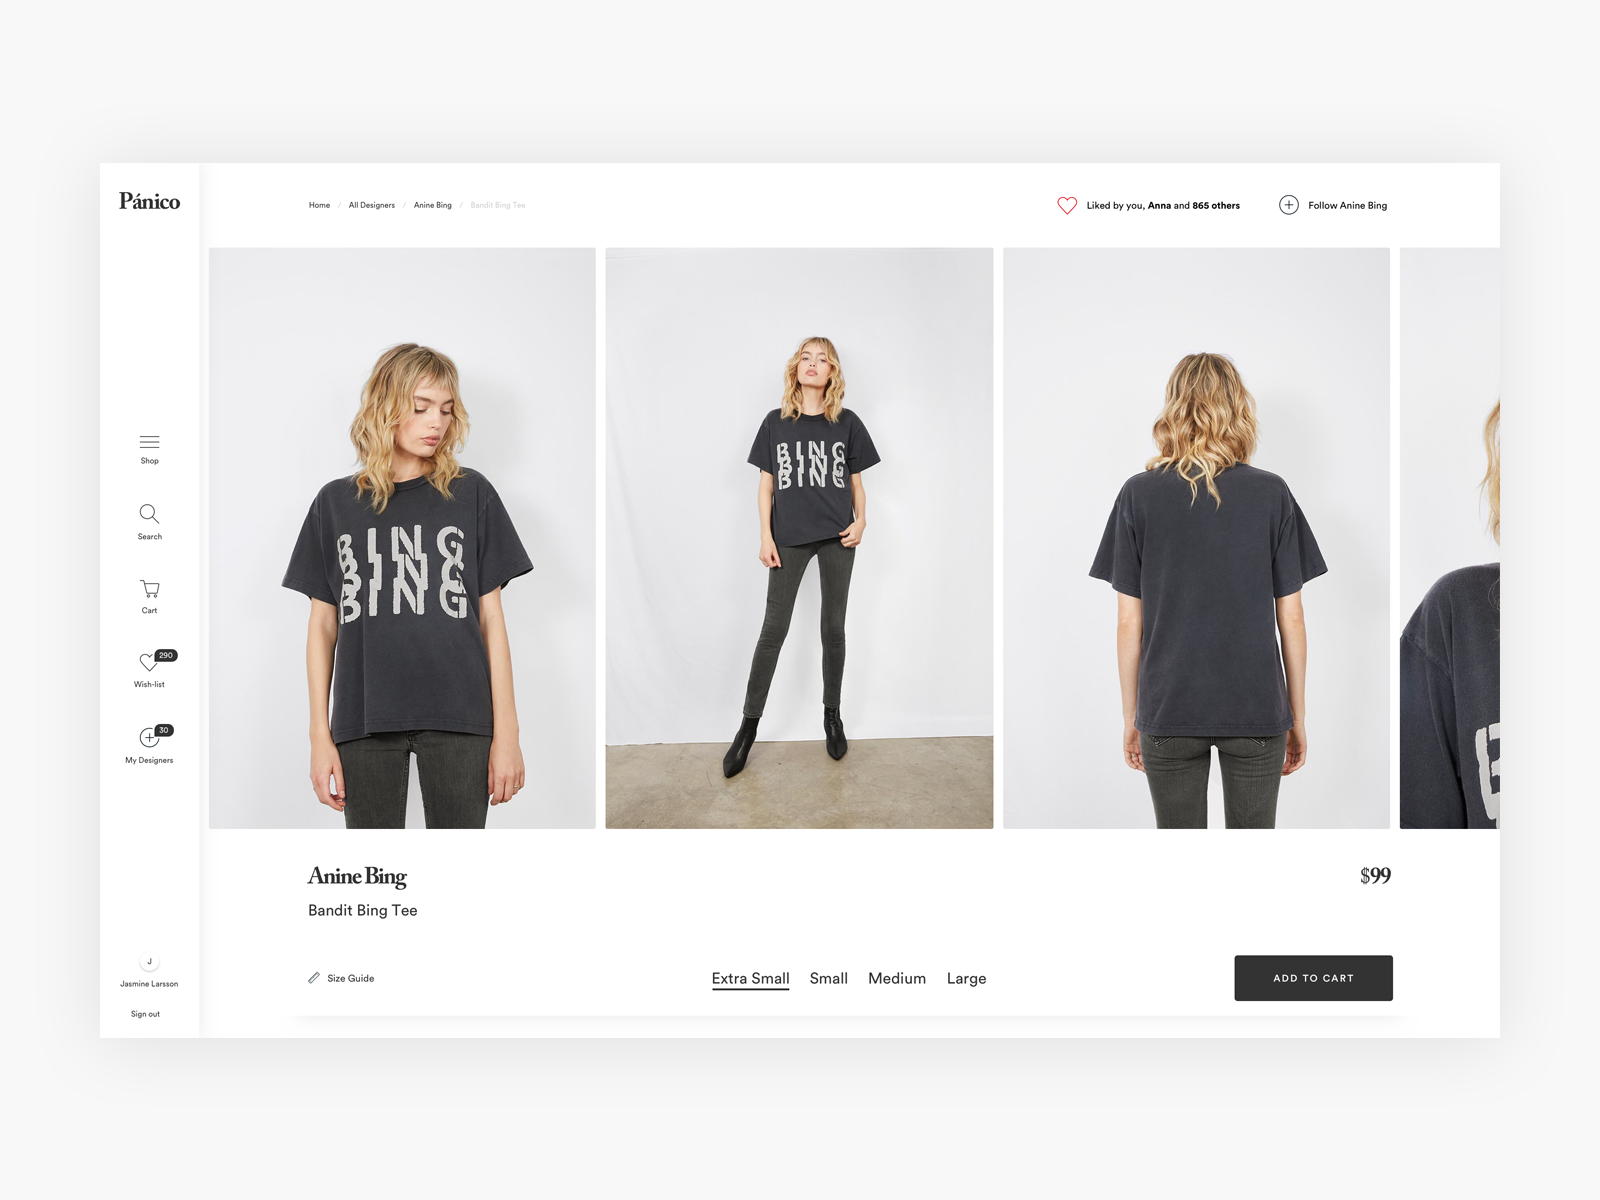 Pánico
Home / All Designers / Anine Bing / Bandit Bing Tee
Liked by you, Anna and 865 others
Follow Anine Bing
Shop
Search
Cart
290
Wish-list
30
My Designers
J
Jasmine Larsson
Sign out
BING
BING
BING
BING
BING
BING
Anine Bing
$99
Bandit Bing Tee
Size Guide
Extra Small Small Medium Large
ADD TO CART